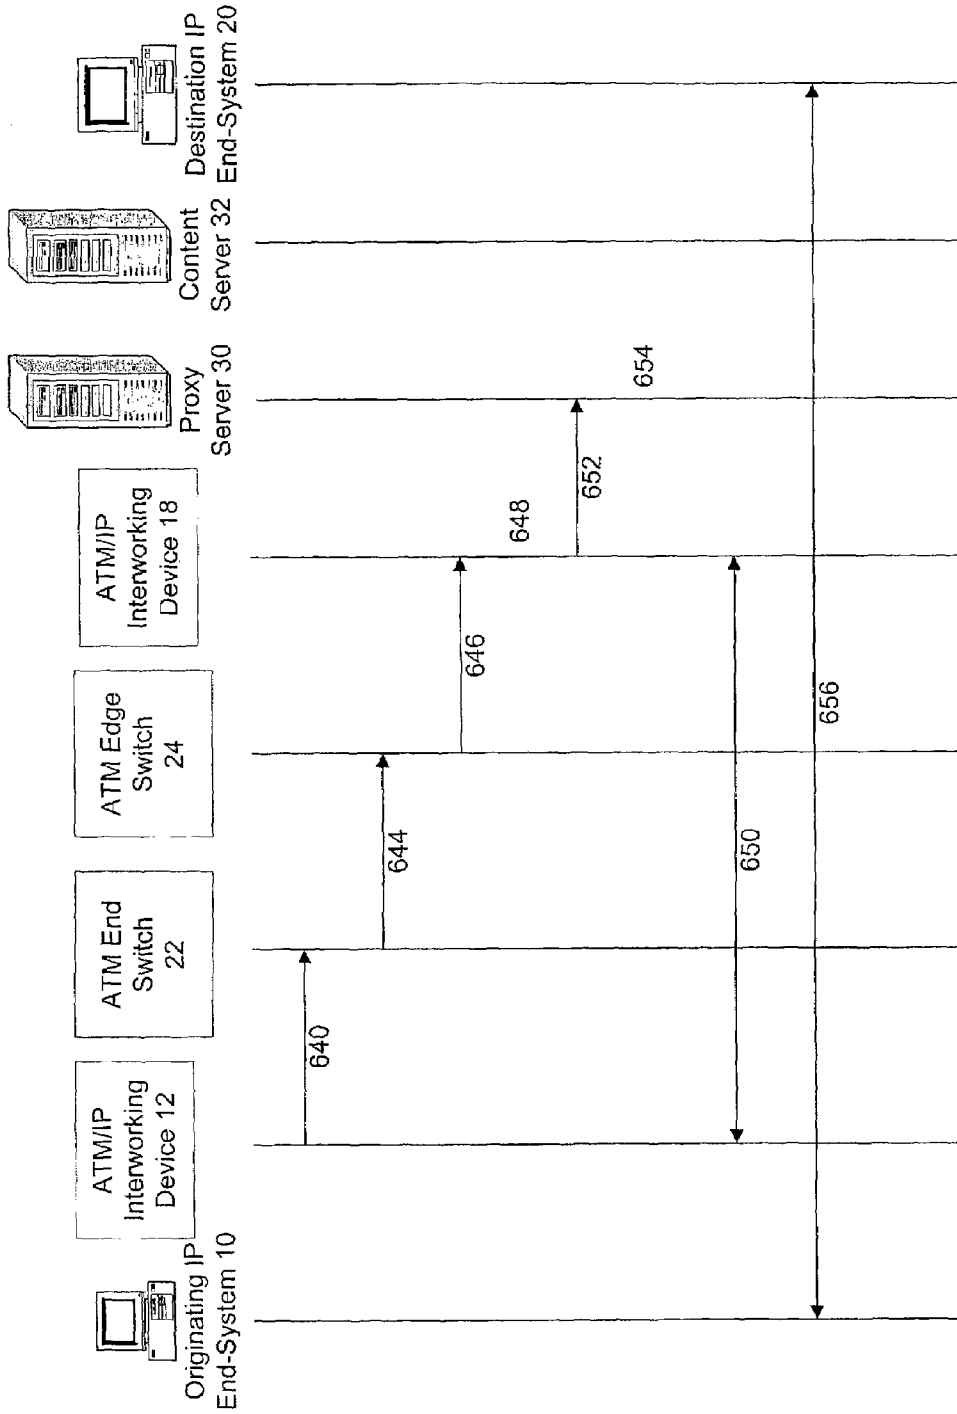 Originating IP
End-System 10
ATM/IP
Interworking
Device 12
ATM End
Switch
22
ATM Edge
Switch
24
ATM/IP
Interworking
Device 18
Proxy
Server 30
Content
Server 32
Destination IP
End-System 20
640
644
646
648
652
654
650
656